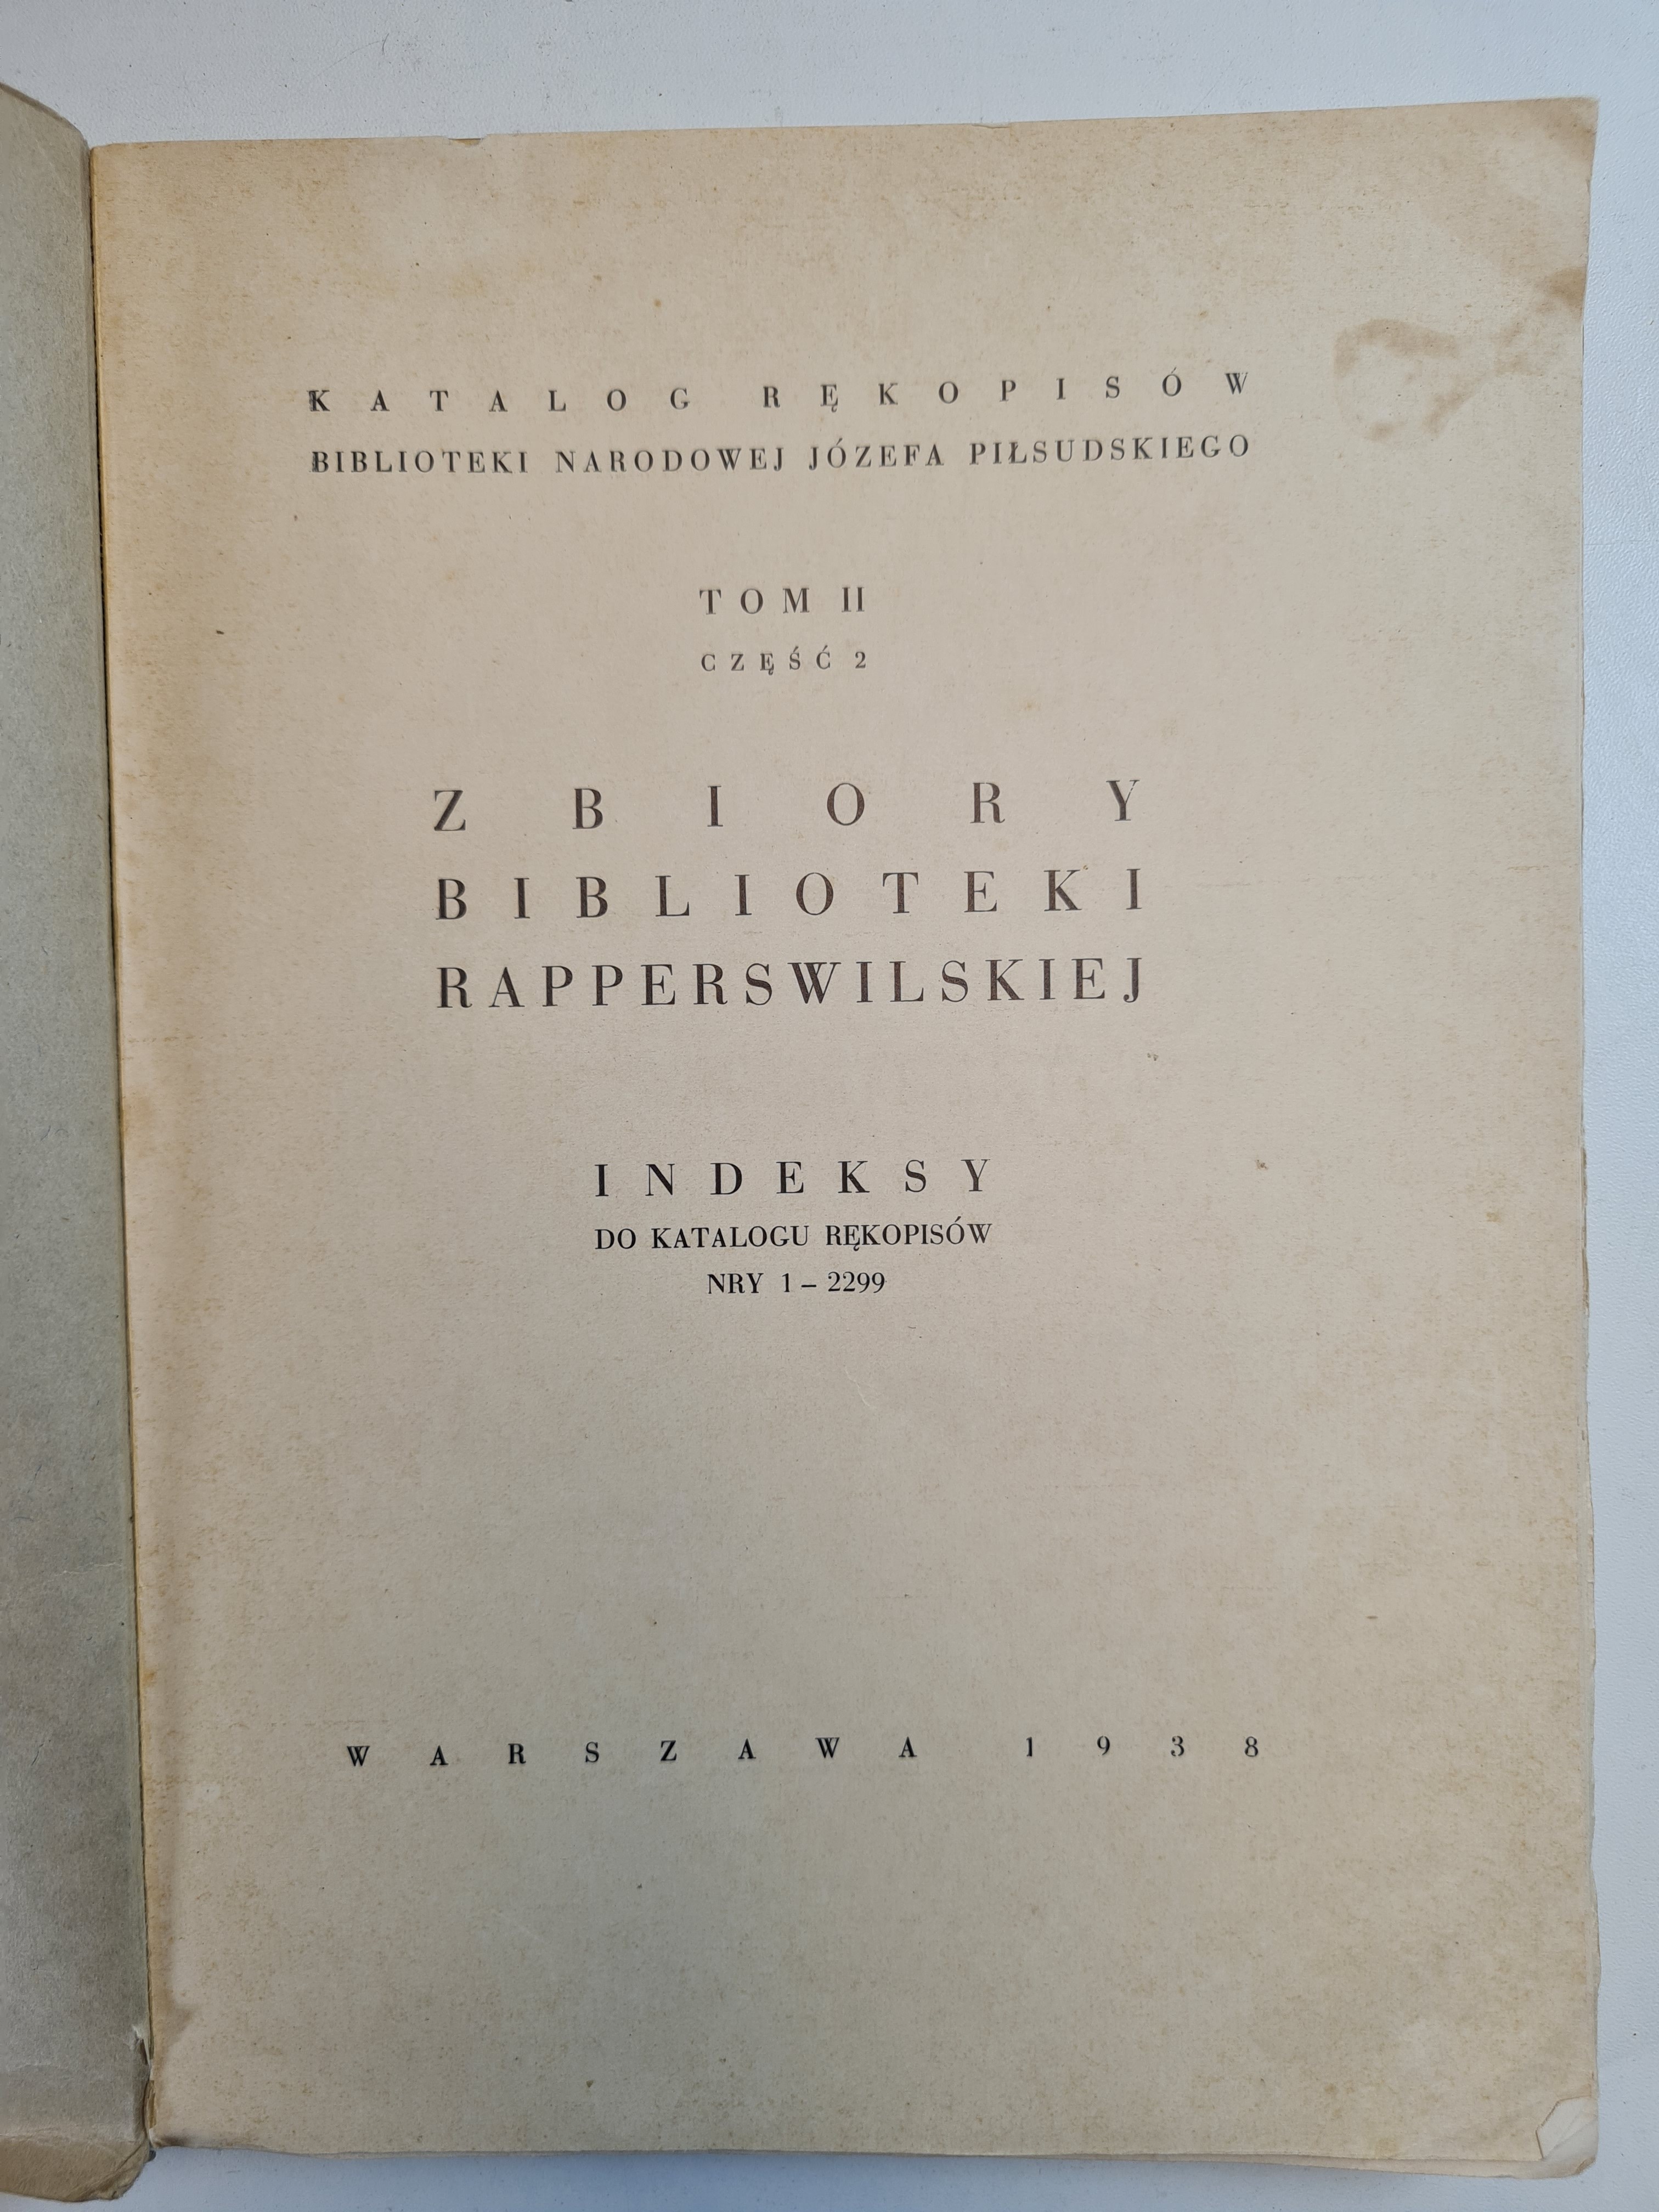 KATALOG RĘKOPISÓW
BIBLIOTEKI NARODOWEJ JÓZEFA PIŁSUDSKIEGO
TOM II
CZĘŚĆ 2
ZBIORY
BIBLIOTEKI
RAPPERSWILSKIEJ
INDEKSY
DO KATALOGU RĘKOPISÓW
NRY 1 – 2299
WARSZAWA 1938